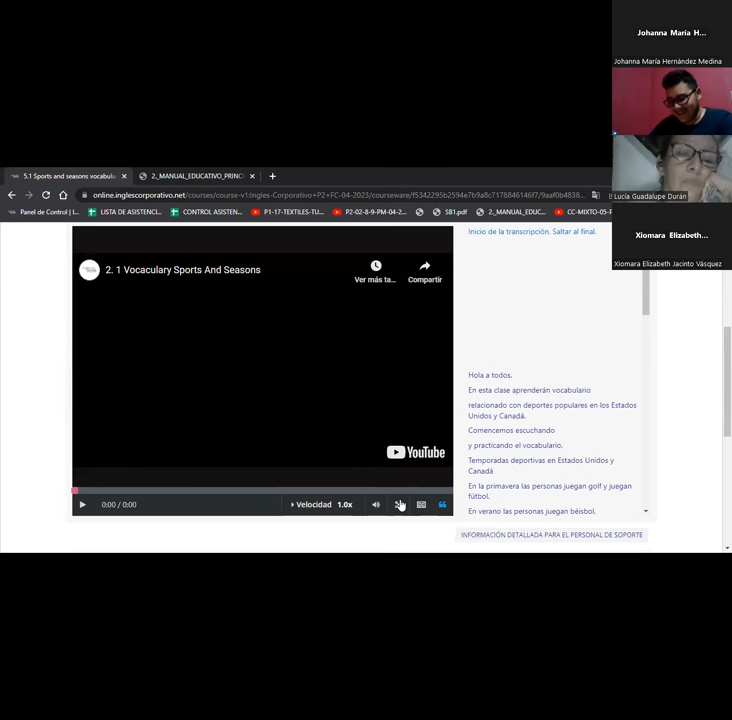 Johanna Maria H...
Johanna María Hernández Medina
Lucía Guadalupe Durán
Xiomara Elizabeth...
Xiomara Elizabeth Jacinto Vásquez
5.1 Sports and seasons vocabula
2._MANUAL_EDUCATIVO_PRINC
online.inglescorporativo.net/courses/course-v1:Ingles-Corporativo+P2+FC-04-2023/courseware/f5342295b2594e7b9a8c7178846146f7/9aaf0b4838...
Panel de Control | I...
LISTA DE ASISTENCI...
CONTROL ASISTEN...
P1-17-TEXTILES-TU...
P2-02-8-9-PM-04-2...
SB1.pdf
2._MANUAL_EDUC...
CC-MIXTO-05-F
2. 1 Vocaculary Sports And Seasons
Ver más ta...
Compartir
YouTube
0:00 / 0:00
Velocidad 1.0x
Inicio de la transcripción. Saltar al final.
Hola a todos.
En esta clase aprenderán vocabulario
relacionado con deportes populares en los Estados
Unidos y Canadá.
Comencemos escuchando
y practicando el vocabulario.
Temporadas deportivas en Estados Unidos y
Canadá
En la primavera las personas juegan golf y juegan
fútbol.
En verano las personas juegan béisbol.
INFORMACIÓN DETALLADA PARA EL PERSONAL DE SOPORTE